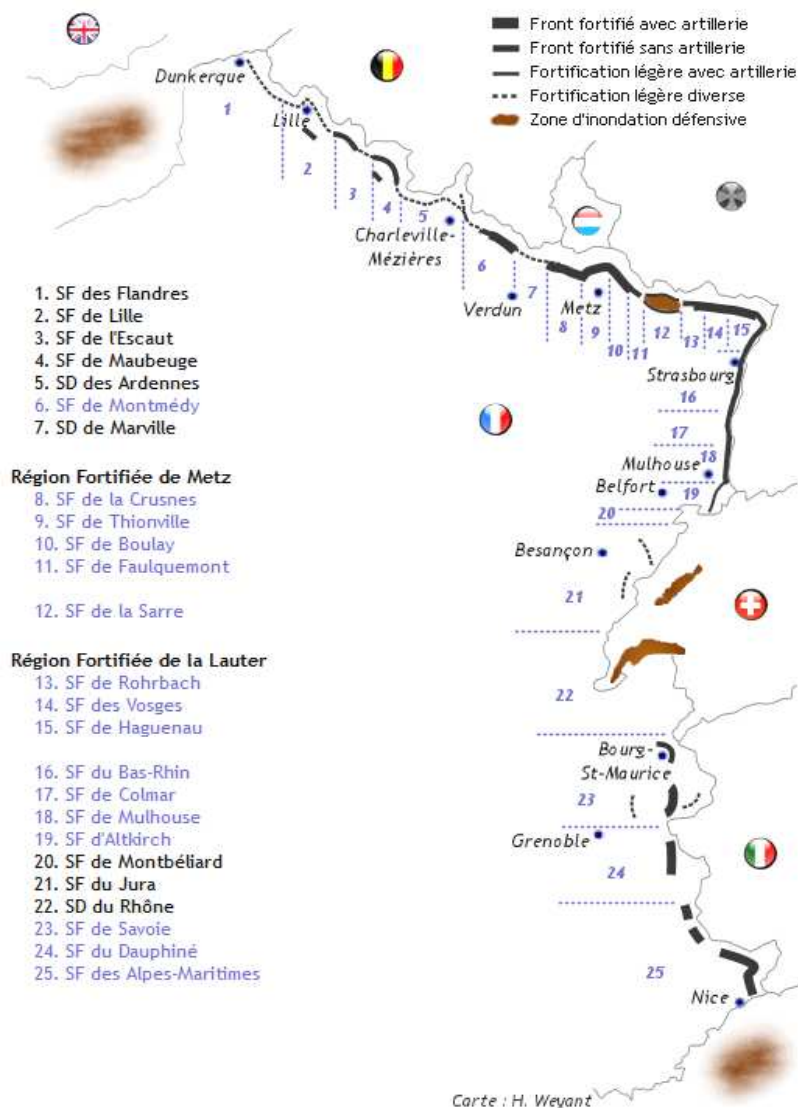 Front fortifié avec artillerie
Front fortifié sans artillerie
Fortification légère avec artillerie
Fortification légère diverse
Zone d'inondation défensive
Dunkerque
1
Lille
2
3
4
5
Charleville-
Mézières
6
Verdun
7
8
Metz
9
10
11
12
13
14
15
Strasbourg
16
17
18
Mulhouse
Belfort
19
20
Besançon
21
22
Bourg-
St-Maurice
23
Grenoble
24
25
Nice
1. SF des Flandres
2. SF de Lille
3. SF de l'Escaut
4. SF de Maubeuge
5. SD des Ardennes
6. SF de Montmédy
7. SD de Marville
Région Fortifiée de Metz
8. SF de la Crusnes
9. SF de Thionville
10. SF de Boulay
11. SF de Faulquemont
12. SF de la Sarre
Région Fortifiée de la Lauter
13. SF de Rohrbach
14. SF des Vosges
15. SF de Haguenau
16. SF du Bas-Rhin
17. SF de Colmar
18. SF de Mulhouse
19. SF d'Altkirch
20. SF de Montbéliard
21. SF du Jura
22. SD du Rhône
23. SF de Savoie
24. SF du Dauphiné
25. SF des Alpes-Maritimes
Carte : H. Weyant